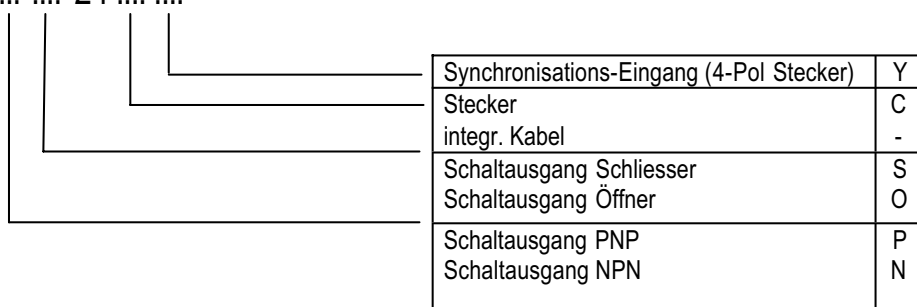 Synchronisations-Eingang (4-Pol Stecker) Y
Stecker C
integr. Kabel -
Schaltausgang Schliesser S
Schaltausgang Öffner O
Schaltausgang PNP P
Schaltausgang NPN N